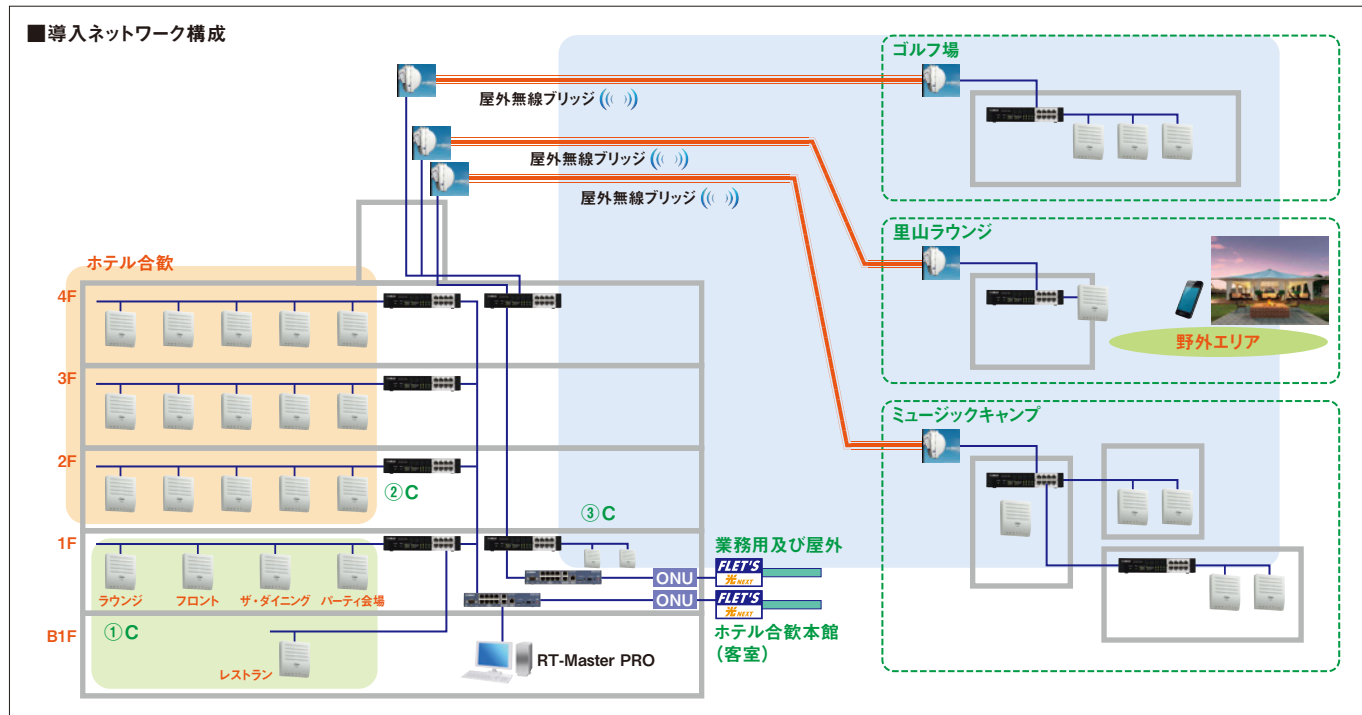 ■導入ネットワーク構成
ゴルフ場
屋外無線ブリッジ
屋外無線ブリッジ
屋外無線ブリッジ
里山ラウンジ
野外エリア
ミュージックキャンプ
ホテル合歓
4F
3F
2F
②C
1F
③C
ラウンジ
フロント
ザ・ダイニング
パーティ会場
業務用及び屋外
ONU
FLET'S
光NEXT
ONU
FLET'S
光NEXT
ホテル合歓本館
(客室)
B1F
①C
レストラン
RT-Master PRO